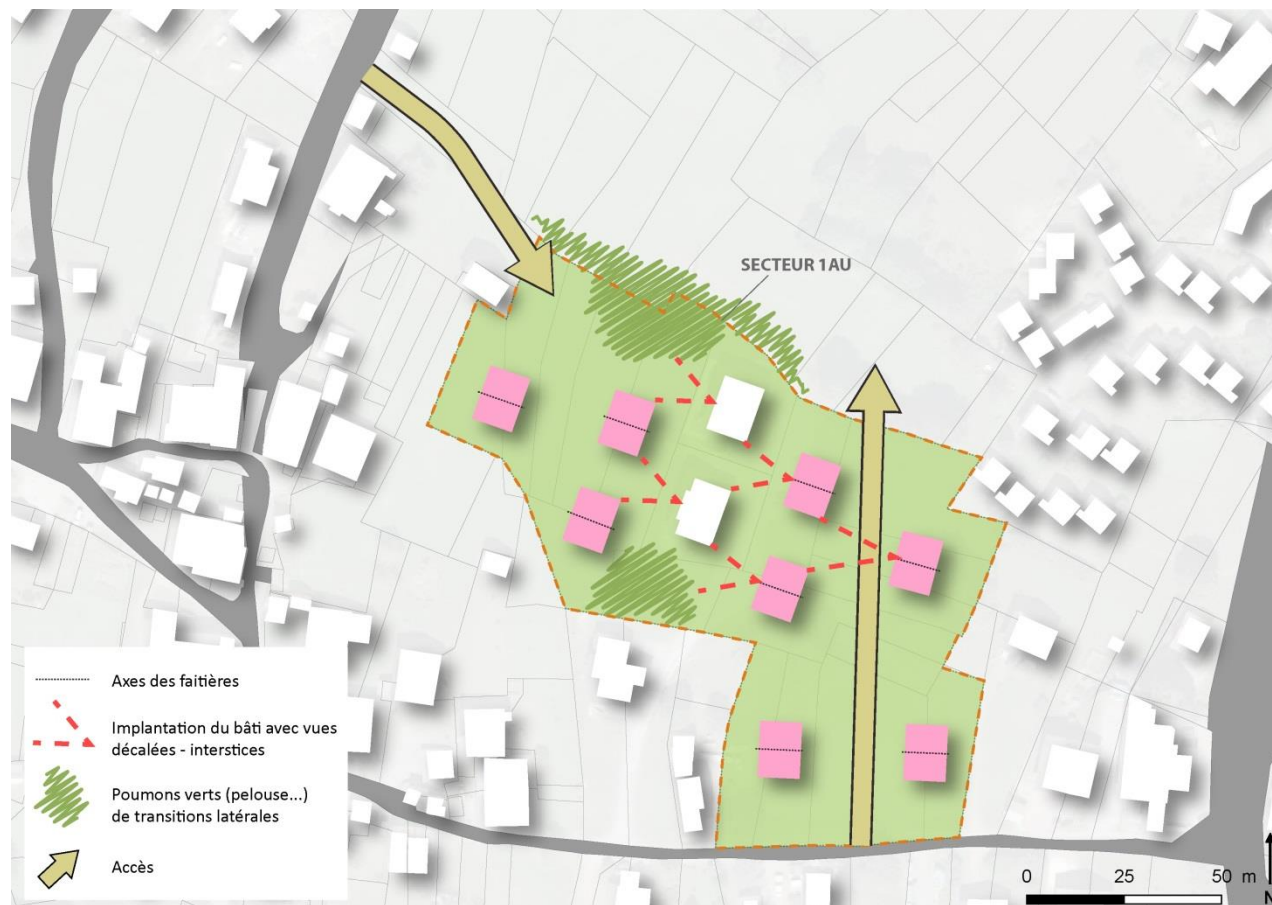 SECTEUR 1AU
Axes des faitières
Implantation du bâti avec vues
décalées - interstices
Poumons verts (pelouse...)
de transitions latérales
Accès
0 25 50 m
N